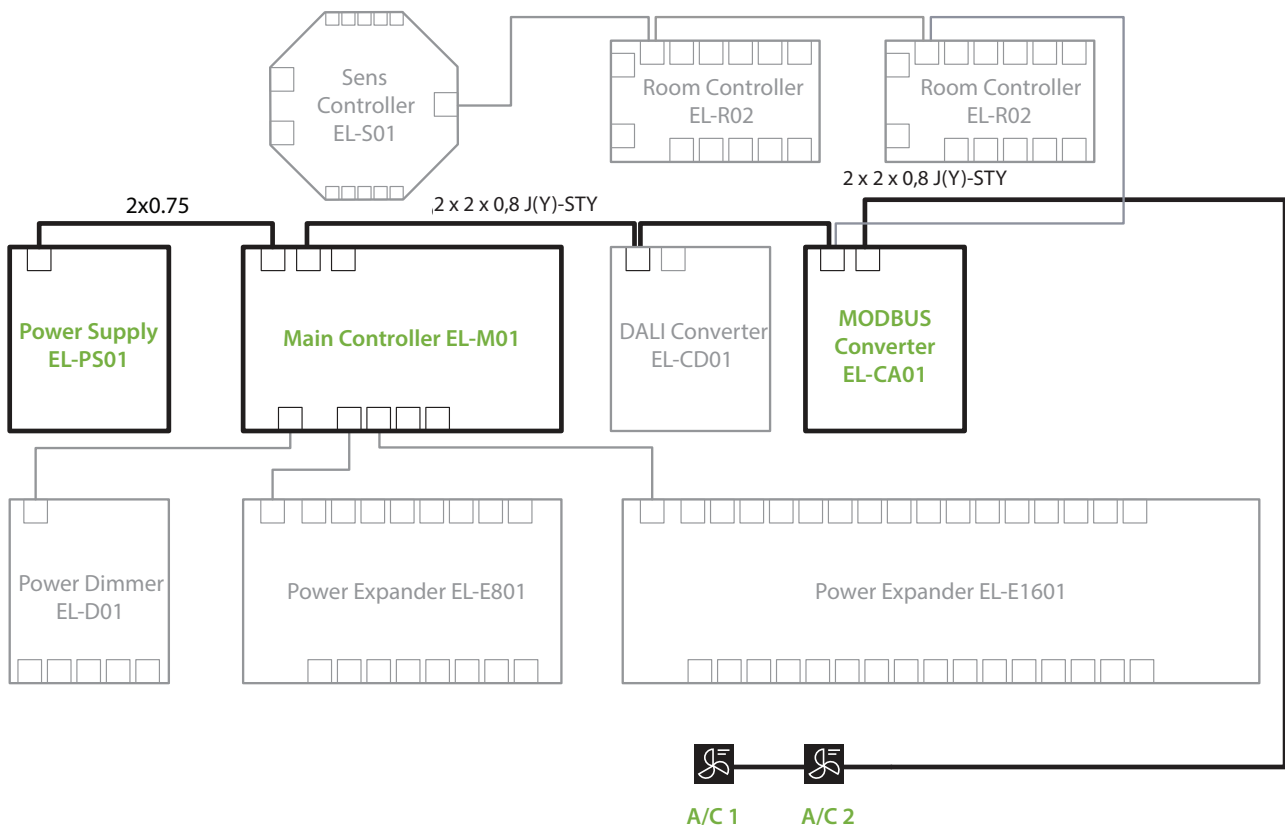 Sens
Controller
EL-S01
Room Controller
EL-R02
Room Controller
EL-R02
2x0.75
2 x 2 x 0,8 J(Y)-STY
2 x 2 x 0,8 J(Y)-STY
Power Supply
EL-PS01
Main Controller EL-M01
DALI Converter
EL-CD01
MODBUS
Converter
EL-CA01
Power Dimmer
EL-D01
Power Expander EL-E801
Power Expander EL-E1601
A/C 1
A/C 2